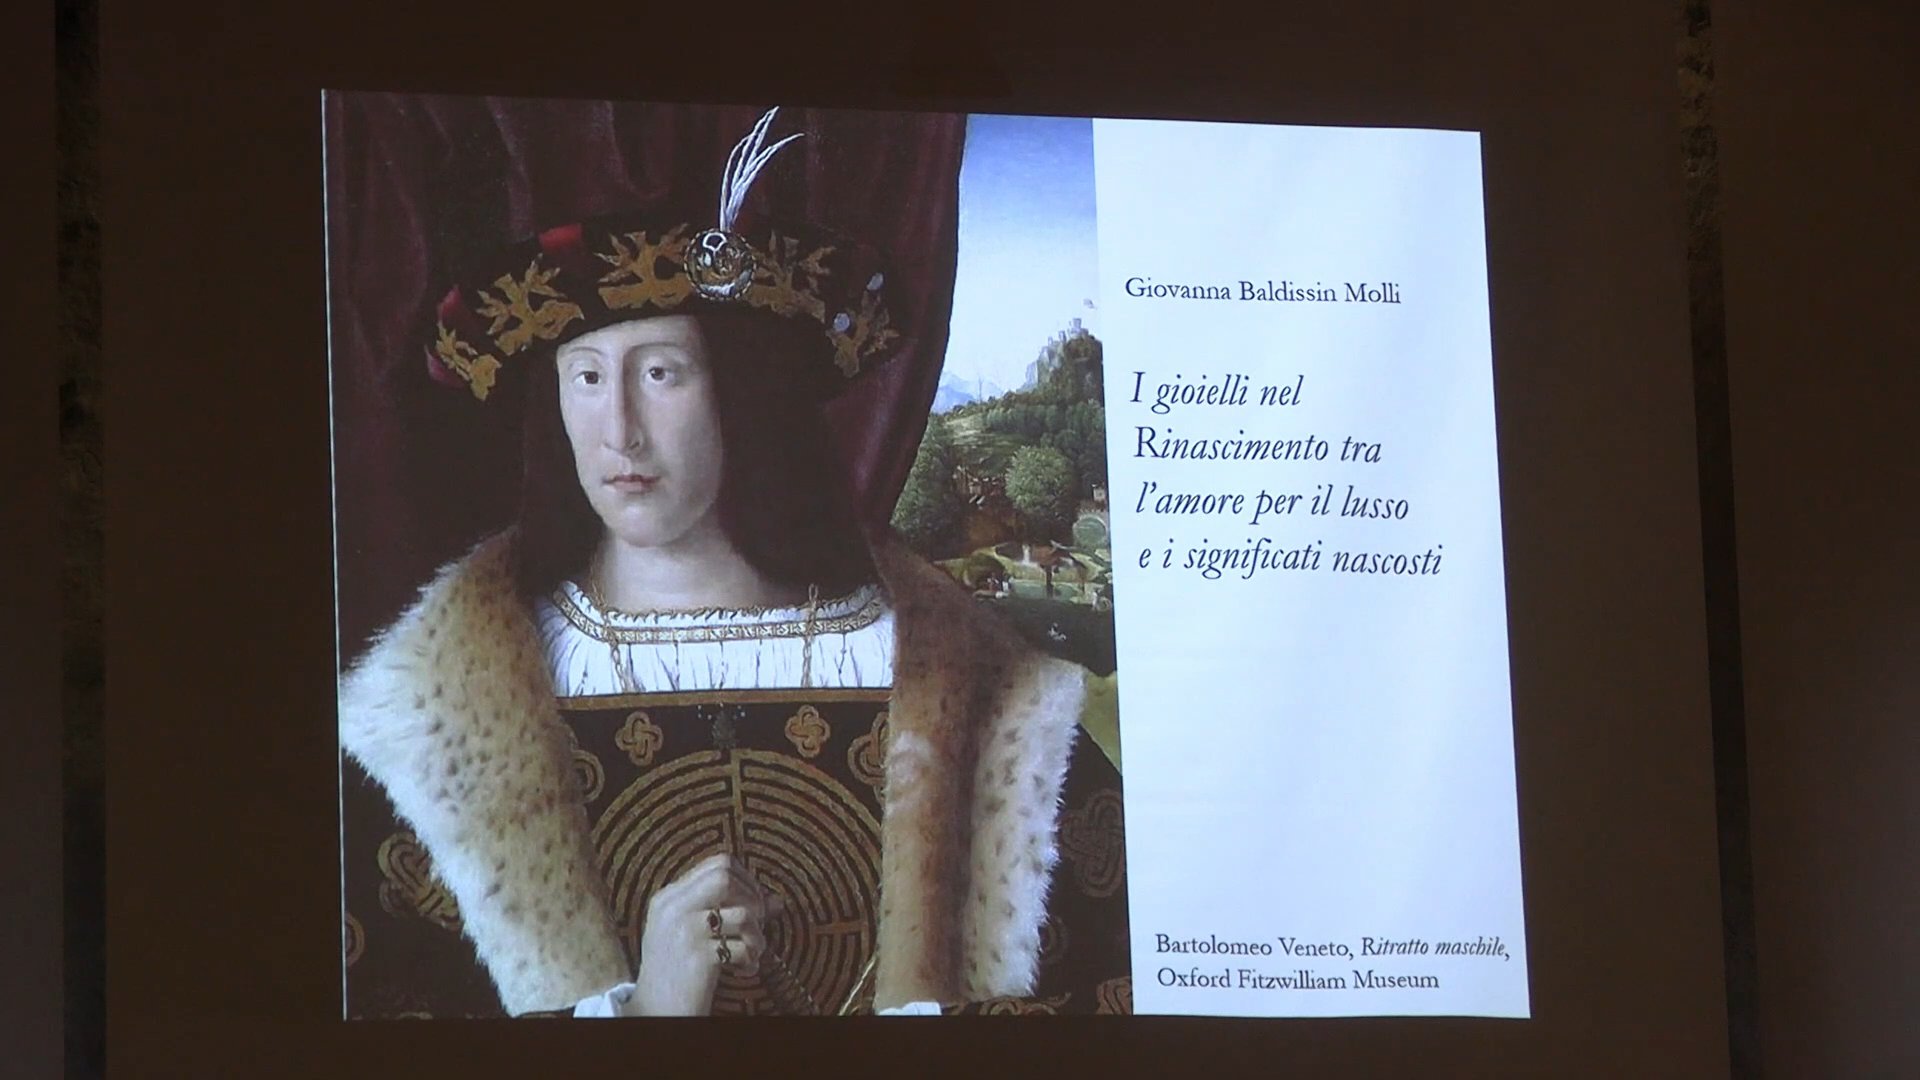 Giovanna Baldissin Molli
I gioielli nel
Rinascimento tra
l'amore per il lusso
e i significati nascosti
Bartolomeo Veneto, Ritratto maschile,
Oxford Fitzwilliam Museum